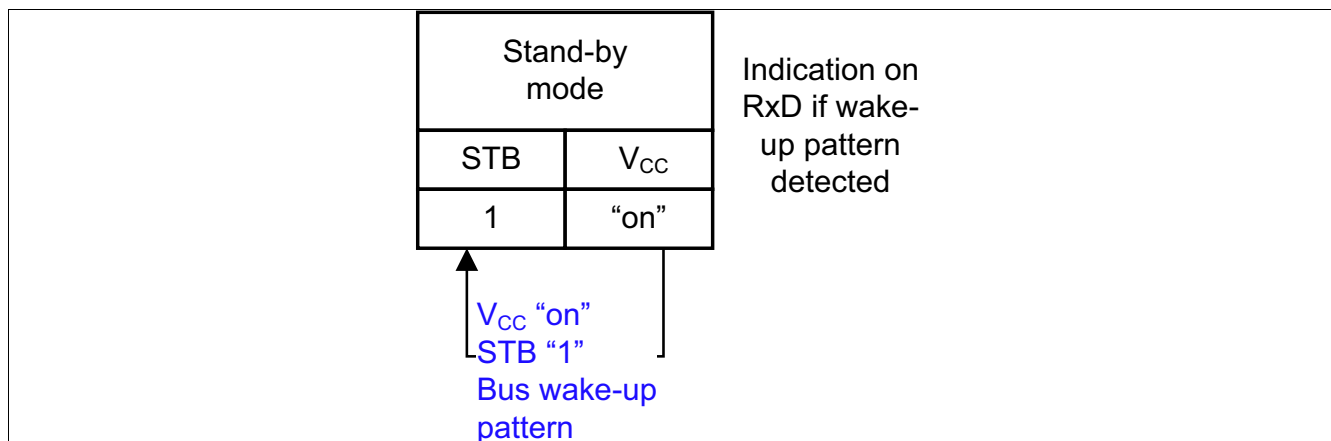 Stand-by
mode
Indication on
RxD if wake-
up pattern
detected
STB
VCC
1
“on”
VCC “on”
STB “1”
Bus wake-up
pattern